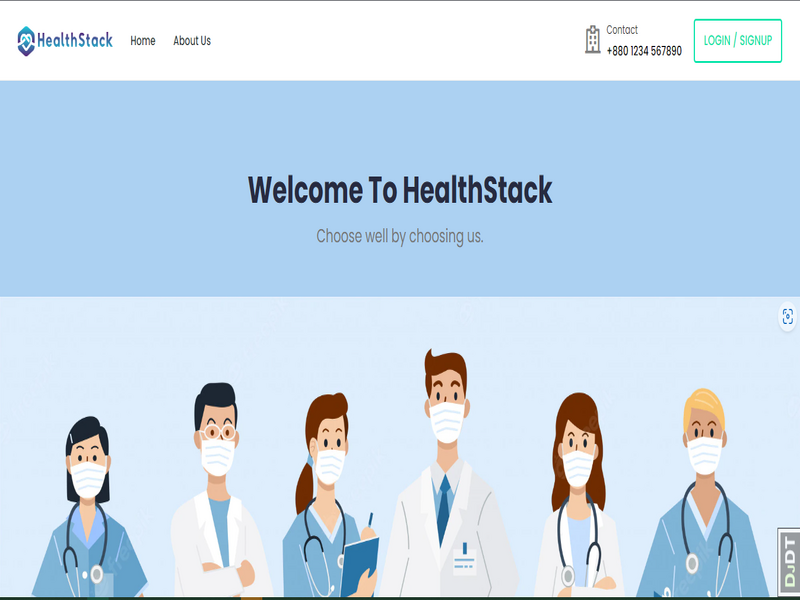 HealthStack
Home
About Us
Contact
+880 1234 567890
LOGIN / SIGNUP
Welcome To HealthStack
Choose well by choosing us.
DJDT